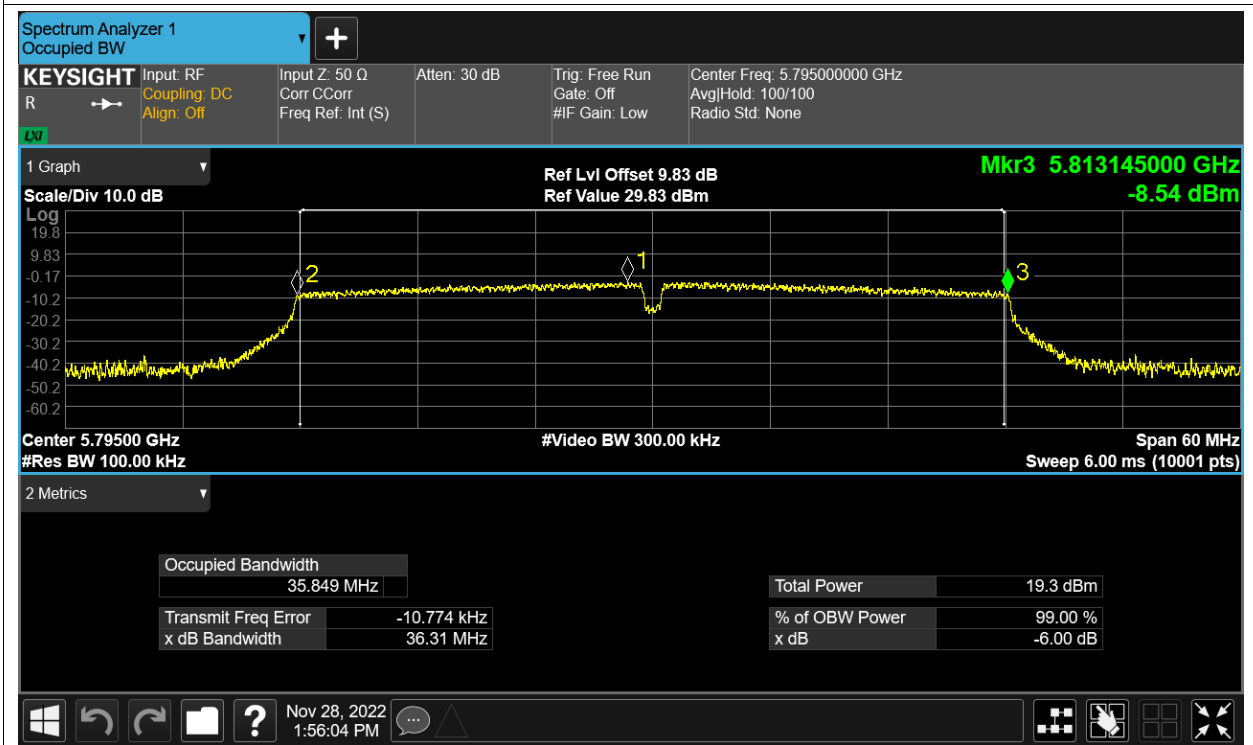 Spectrum Analyzer 1
Occupied BW
KEYSIGHT
R
LXI
Input: RF
Coupling: DC
Align: Off
Input Z: 50 Ω
Corr CCorr
Freq Ref: Int (S)
Atten: 30 dB
Trig: Free Run
Gate: Off
#IF Gain: Low
Center Freq: 5.795000000 GHz
Avg|Hold: 100/100
Radio Std: None
1 Graph
Scale/Div 10.0 dB
Ref Lvl Offset 9.83 dB
Ref Value 29.83 dBm
Mkr3 5.813145000 GHz
-8.54 dBm
Log
19.8
9.83
-0.17
-10.2
-20.2
-30.2
-40.2
-50.2
-60.2
2
1
3
Center 5.79500 GHz
#Res BW 100.00 kHz
#Video BW 300.00 kHz
Span 60 MHz
Sweep 6.00 ms (10001 pts)
2 Metrics
Occupied Bandwidth
35.849 MHz
Transmit Freq Error -10.774 kHz
x dB Bandwidth 36.31 MHz
Total Power 19.3 dBm
% of OBW Power 99.00 %
x dB -6.00 dB
?
Nov 28, 2022
1:56:04 PM